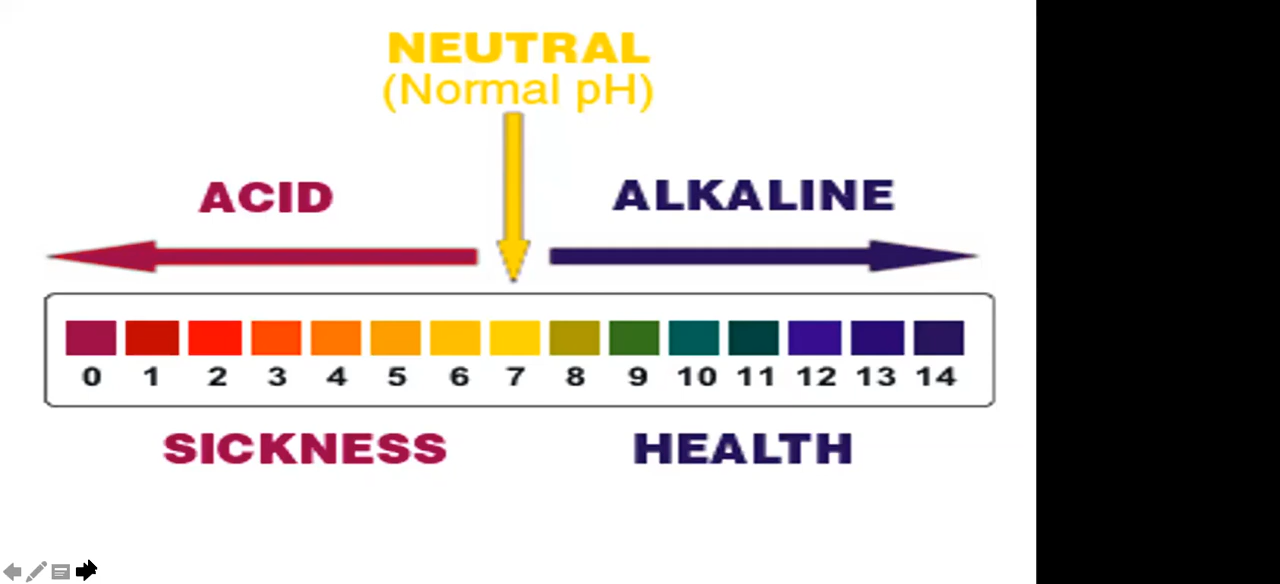 NEUTRAL
(Normal pH)
ACID
ALKALINE
0 1 2 3 4 5 6 7 8 9 10 11 12 13 14
SICKNESS
HEALTH